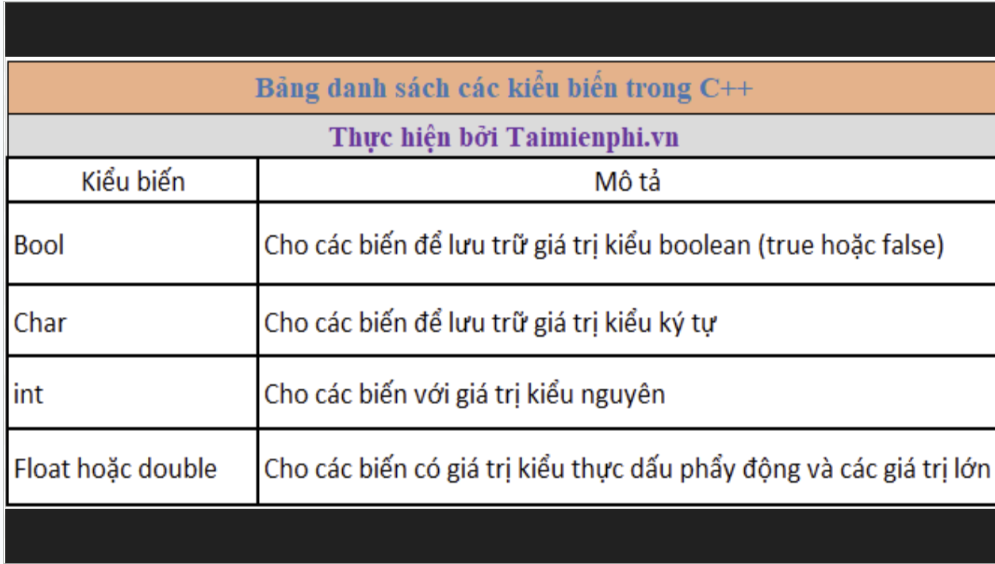 Bảng danh sách các kiểu biến trong C++
Thực hiện bởi Taimienphi.vn
Kiểu biến Mô tả
Bool Cho các biến để lưu trữ giá trị kiểu boolean (true hoặc false)
Char Cho các biến để lưu trữ giá trị kiểu ký tự
int Cho các biến với giá trị kiểu nguyên
Float hoặc double Cho các biến có giá trị kiểu thực dấu phẩy động và các giá trị lớn